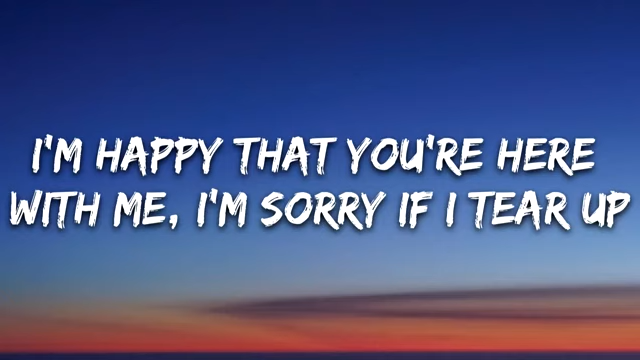 I'M HAPPY THAT YOU'RE HERE
WITH ME, I'M SORRY IF I TEAR UP